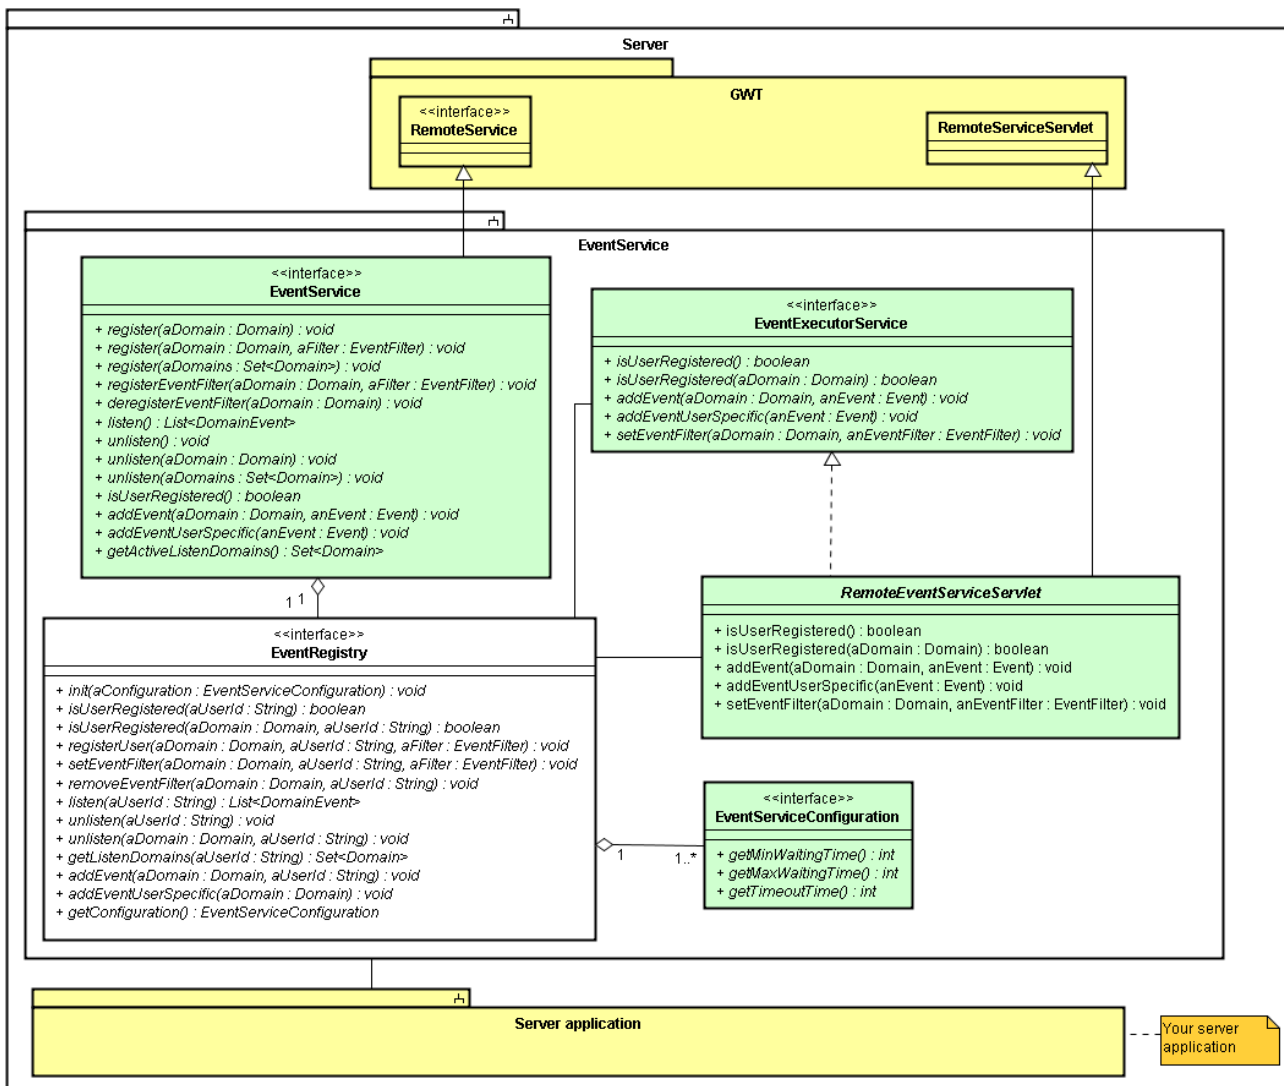 Server
GWT
<<interface>>
RemoteService
RemoteServiceServlet
EventService
<<interface>>
EventService
+ register(aDomain : Domain) : void
+ register(aDomain : Domain, aFilter : EventFilter) : void
+ register(aDomains : Set<Domain>) : void
+ registerEventFilter(aDomain : Domain, aFilter : EventFilter) : void
+ deregisterEventFilter(aDomain : Domain) : void
+ listen() : List<DomainEvent>
+ unlisten() : void
+ unlisten(aDomain : Domain) : void
+ unlisten(aDomains : Set<Domain>) : void
+ isUserRegistered() : boolean
+ addEvent(aDomain : Domain, anEvent : Event) : void
+ addEventUserSpecific(anEvent : Event) : void
+ getActiveListenDomains() : Set<Domain>
<<interface>>
EventExecutorService
+ isUserRegistered() : boolean
+ isUserRegistered(aDomain : Domain) : boolean
+ addEvent(aDomain : Domain, anEvent : Event) : void
+ addEventUserSpecific(anEvent : Event) : void
+ setEventFilter(aDomain : Domain, anEventFilter : EventFilter) : void
1 1
<<interface>>
EventRegistry
+ init(aConfiguration : EventServiceConfiguration) : void
+ isUserRegistered(aUserId : String) : boolean
+ isUserRegistered(aDomain : Domain, aUserId : String) : boolean
+ registerUser(aDomain : Domain, aUserId : String, aFilter : EventFilter) : void
+ setEventFilter(aDomain : Domain, aUserId : String, aFilter : EventFilter) : void
+ removeEventFilter(aDomain : Domain, aUserId : String) : void
+ listen(aUserId : String) : List<DomainEvent>
+ unlisten(aUserId : String) : void
+ unlisten(aDomain : Domain, aUserId : String) : void
+ getListenDomains(aUserId : String) : Set<Domain>
+ addEvent(aDomain : Domain, aUserId : String) : void
+ addEventUserSpecific(aDomain : Domain) : void
+ getConfiguration() : EventServiceConfiguration
RemoteEventServiceServlet
+ isUserRegistered() : boolean
+ isUserRegistered(aDomain : Domain) : boolean
+ addEvent(aDomain : Domain, anEvent : Event) : void
+ addEventUserSpecific(anEvent : Event) : void
+ setEventFilter(aDomain : Domain, anEventFilter : EventFilter) : void
1
1..*
<<interface>>
EventServiceConfiguration
+ getMinWaitingTime() : int
+ getMaxWaitingTime() : int
+ getTimeoutTime() : int
Server application
Your server
application